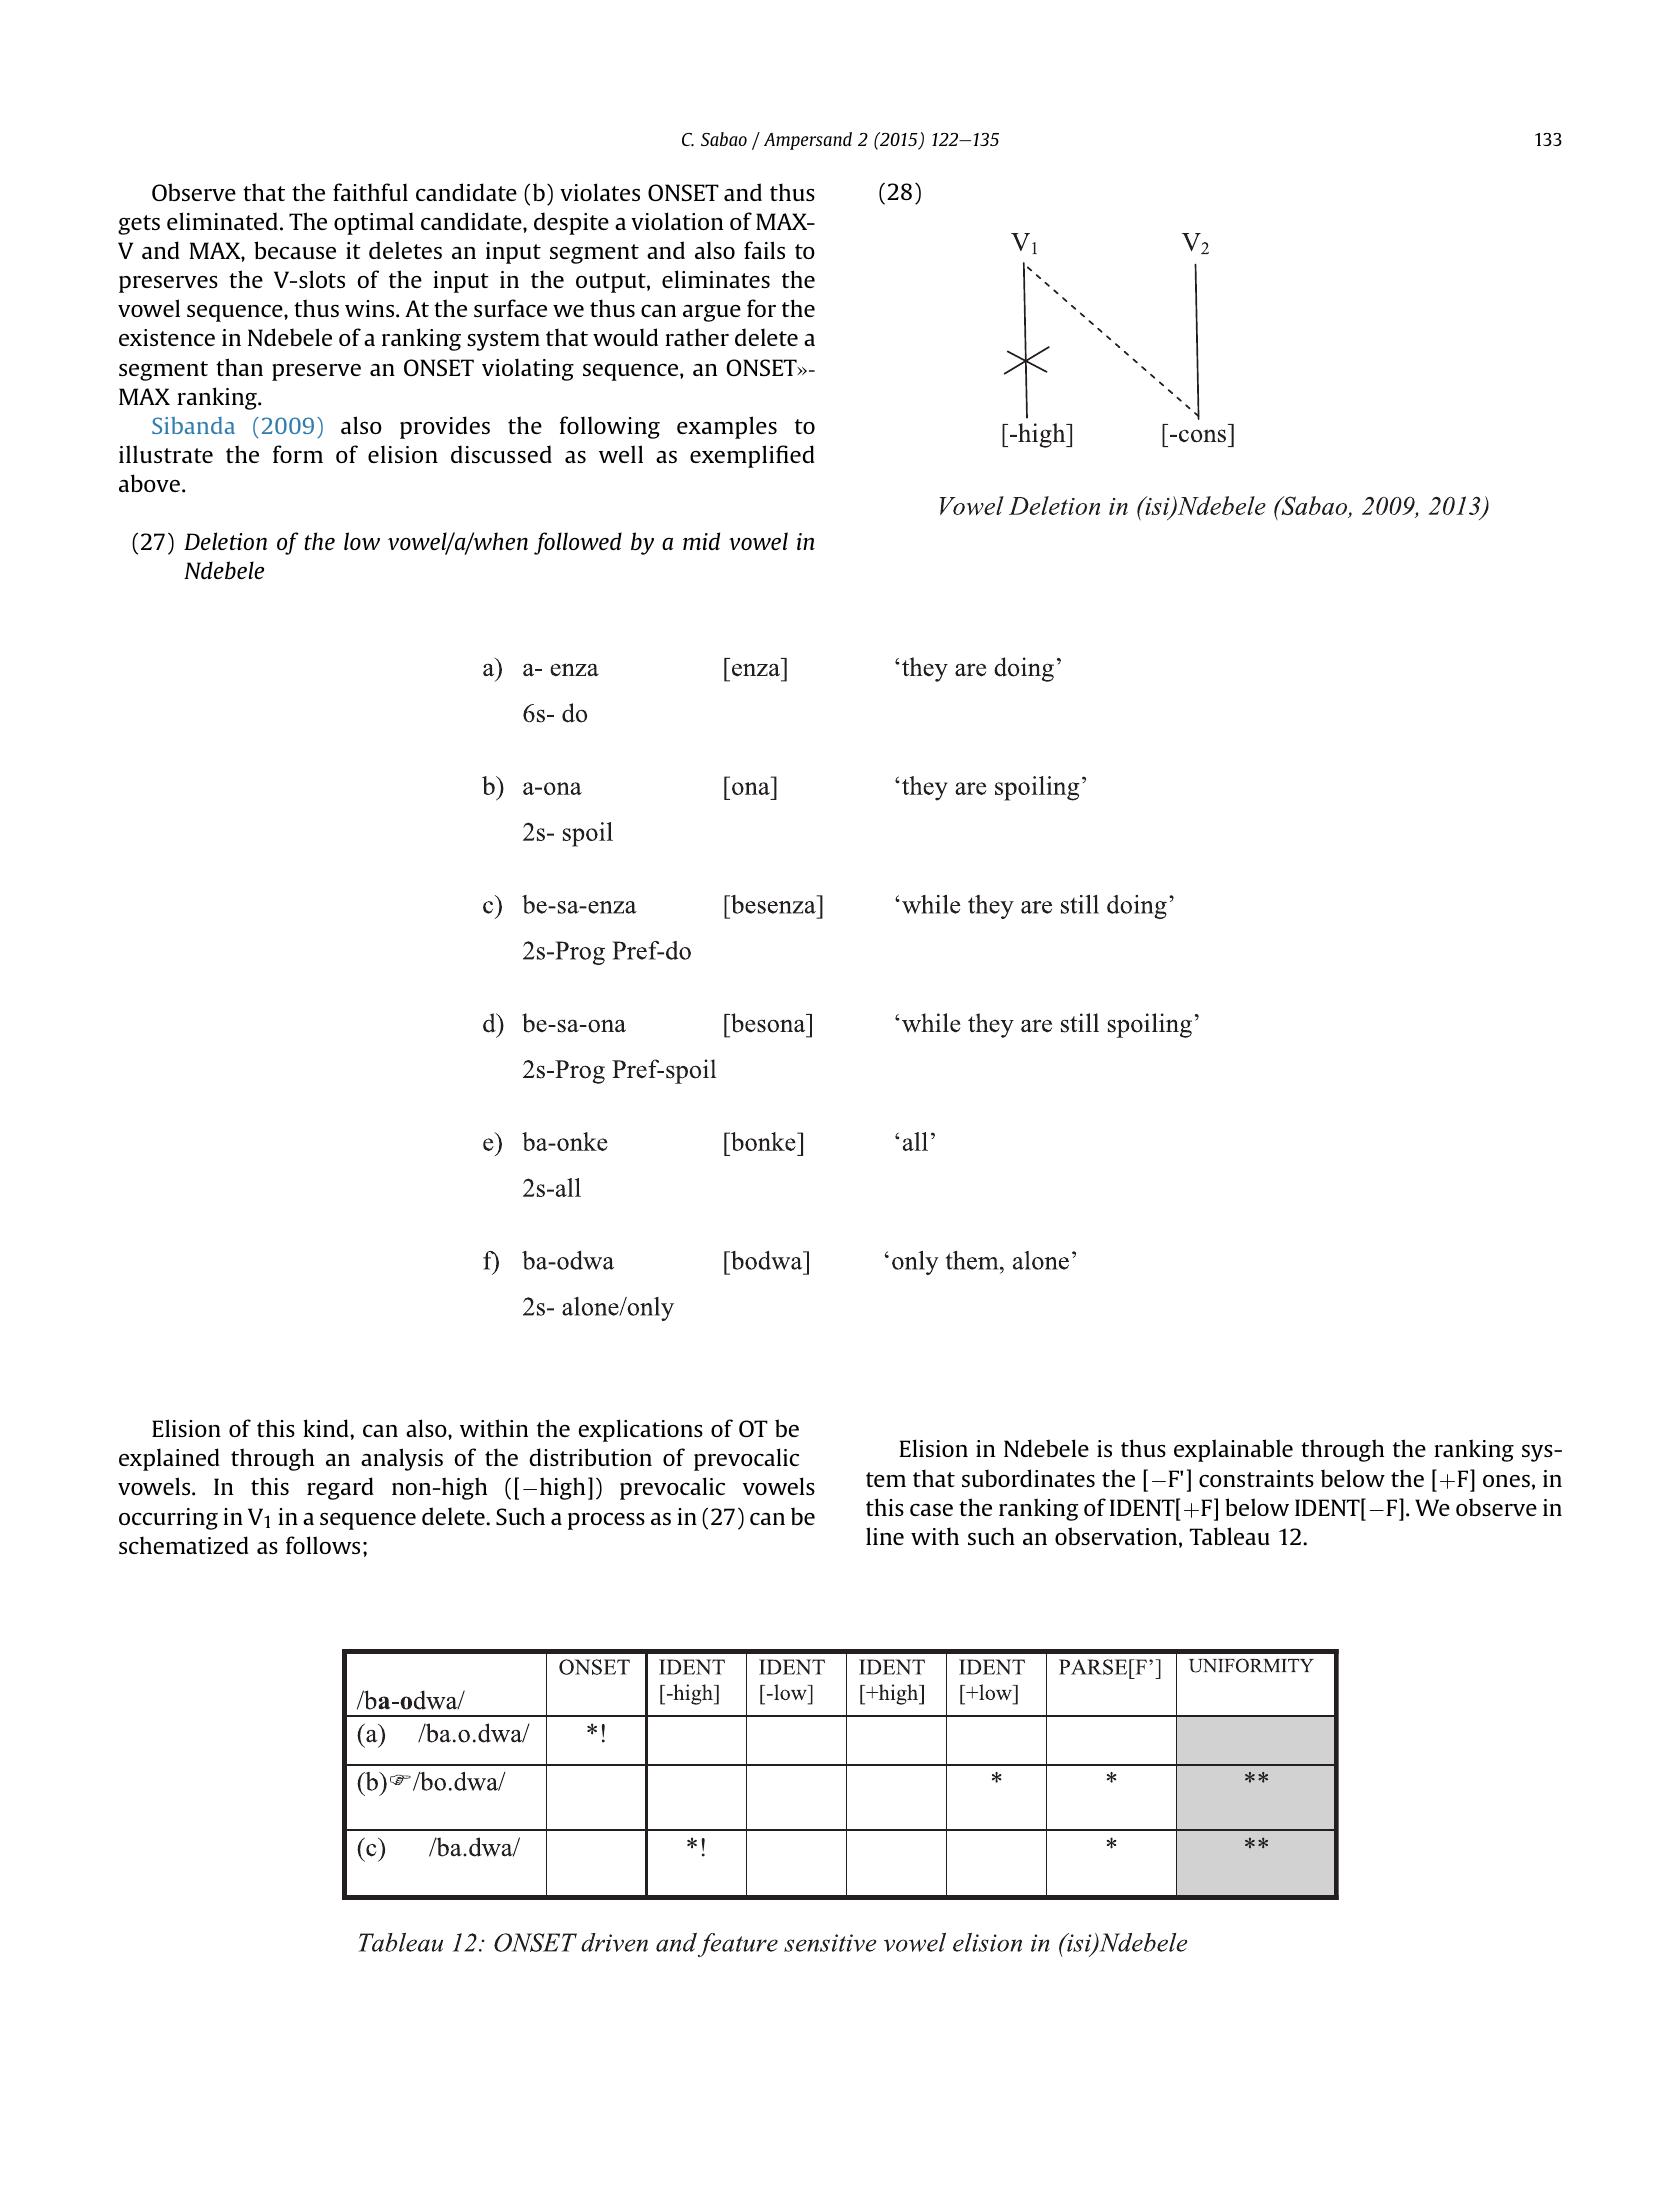 C. Sabao / Ampersand 2 (2015) 122–135
133
Observe that the faithful candidate (b) violates ONSET and thus
gets eliminated. The optimal candidate, despite a violation of MAX-
V and MAX, because it deletes an input segment and also fails to
preserves the V-slots of the input in the output, eliminates the
vowel sequence, thus wins. At the surface we thus can argue for the
existence in Ndebele of a ranking system that would rather delete a
segment than preserve an ONSET violating sequence, an ONSET»-
MAX ranking.
Sibanda (2009) also provides the following examples to
illustrate the form of elision discussed as well as exemplified
above.
(27) Deletion of the low vowel/a/when followed by a mid vowel in
Ndebele
(28)
V1 V2
[-high] [-cons]
Vowel Deletion in (isi)Ndebele (Sabao, 2009, 2013)
a) a- enza [enza] ‘they are doing’
6s- do
b) a-ona [ona] ‘they are spoiling’
2s- spoil
c) be-sa-enza [besenza] ‘while they are still doing’
2s-Prog Pref-do
d) be-sa-ona [besona] ‘while they are still spoiling’
2s-Prog Pref-spoil
e) ba-onke [bonke] ‘all’
2s-all
f) ba-odwa [bodwa] ‘only them, alone’
2s- alone/only
Elision of this kind, can also, within the explications of OT be
explained through an analysis of the distribution of prevocalic
vowels. In this regard non-high ([−high]) prevocalic vowels
occurring in V1 in a sequence delete. Such a process as in (27) can be
schematized as follows;
Elision in Ndebele is thus explainable through the ranking sys-
tem that subordinates the [−F'] constraints below the [+F] ones, in
this case the ranking of IDENT[+F] below IDENT[−F]. We observe in
line with such an observation, Tableau 12.
ONSET IDENT IDENT IDENT IDENT PARSE[F’] UNIFORMITY
[-high] [-low] [+high] [+low]
/ba-odwa/
(a) /ba.o.dwa/ *!
(b)☞/bo.dwa/ * * **
(c) /ba.dwa/ *! * **
Tableau 12: ONSET driven and feature sensitive vowel elision in (isi)Ndebele